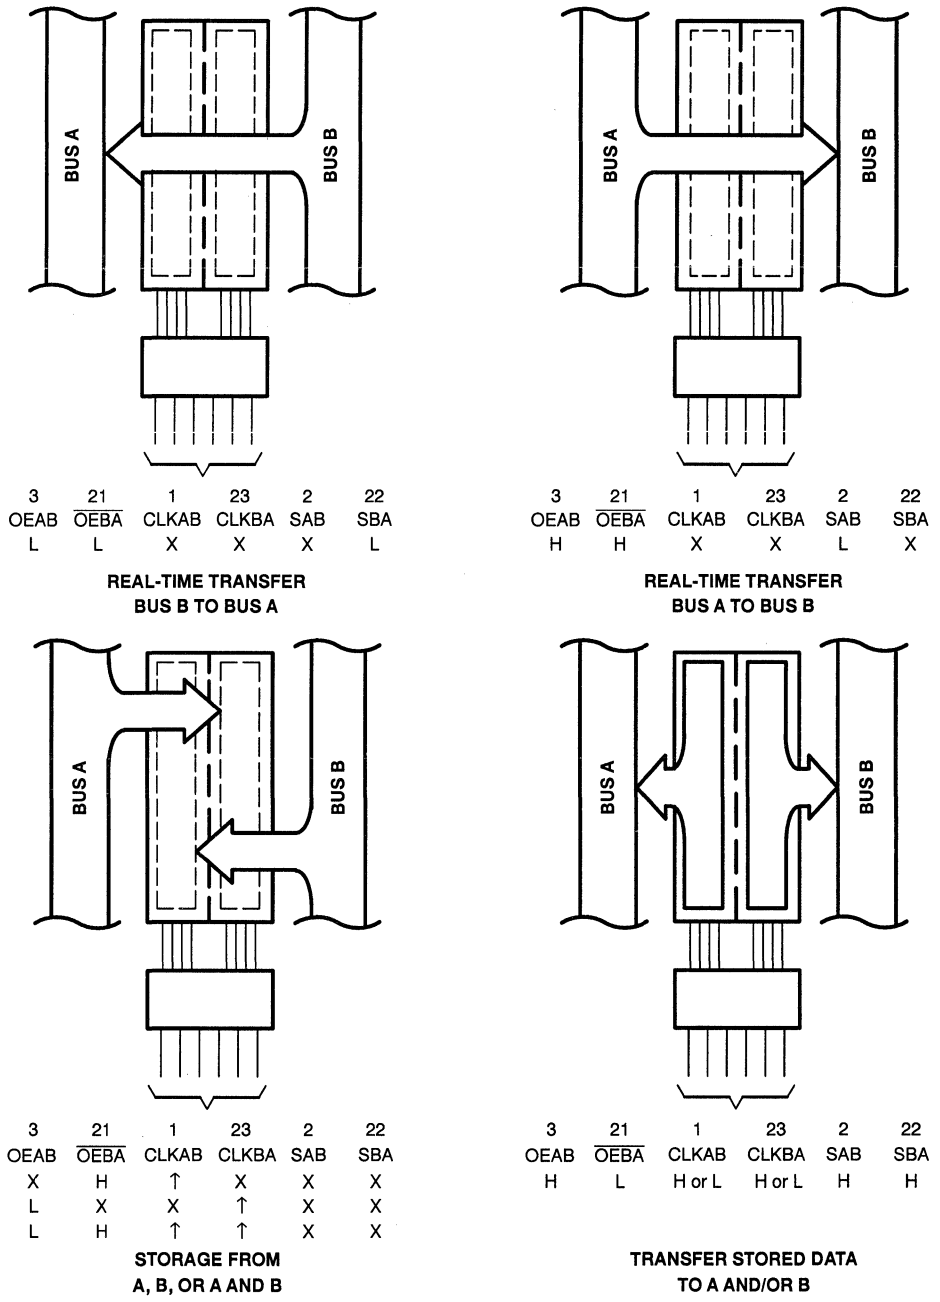 BUS A
BUS B
3 21 1 23 2 22
OEAB OEBA CLKAB CLKBA SAB SBA
L L X X X L
REAL-TIME TRANSFER
BUS B TO BUS A
BUS A
BUS B
3 21 1 23 2 22
OEAB OEBA CLKAB CLKBA SAB SBA
H H X X L X
REAL-TIME TRANSFER
BUS A TO BUS B
BUS A
BUS B
3 21 1 23 2 22
OEAB OEBA CLKAB CLKBA SAB SBA
X H ↑ X X X
L X X ↑ X X
L H ↑ ↑ X X
STORAGE FROM
A, B, OR A AND B
BUS A
BUS B
3 21 1 23 2 22
OEAB OEBA CLKAB CLKBA SAB SBA
H L H or L H or L H H
TRANSFER STORED DATA
TO A AND/OR B